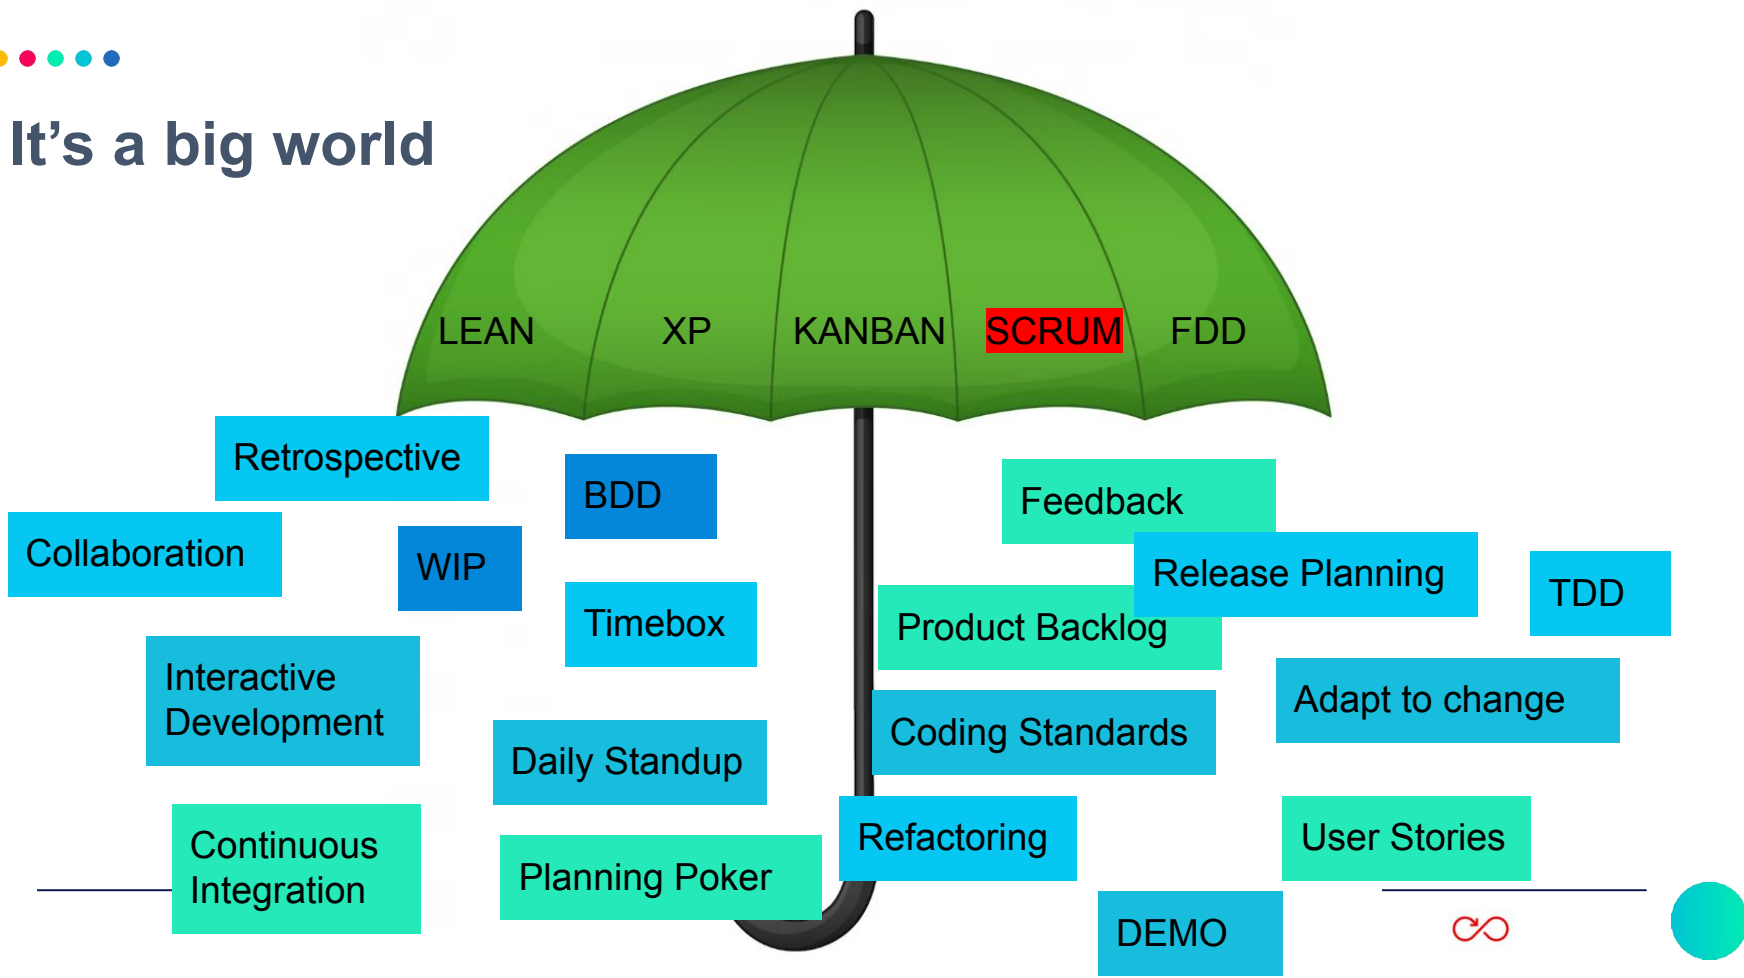 It’s a big world
LEAN
XP
KANBAN
SCRUM
FDD
Retrospective
BDD
Feedback
Collaboration
WIP
Release Planning
TDD
Timebox
Product Backlog
Interactive
Development
Adapt to change
Daily Standup
Coding Standards
Continuous
Integration
Planning Poker
Refactoring
User Stories
DEMO